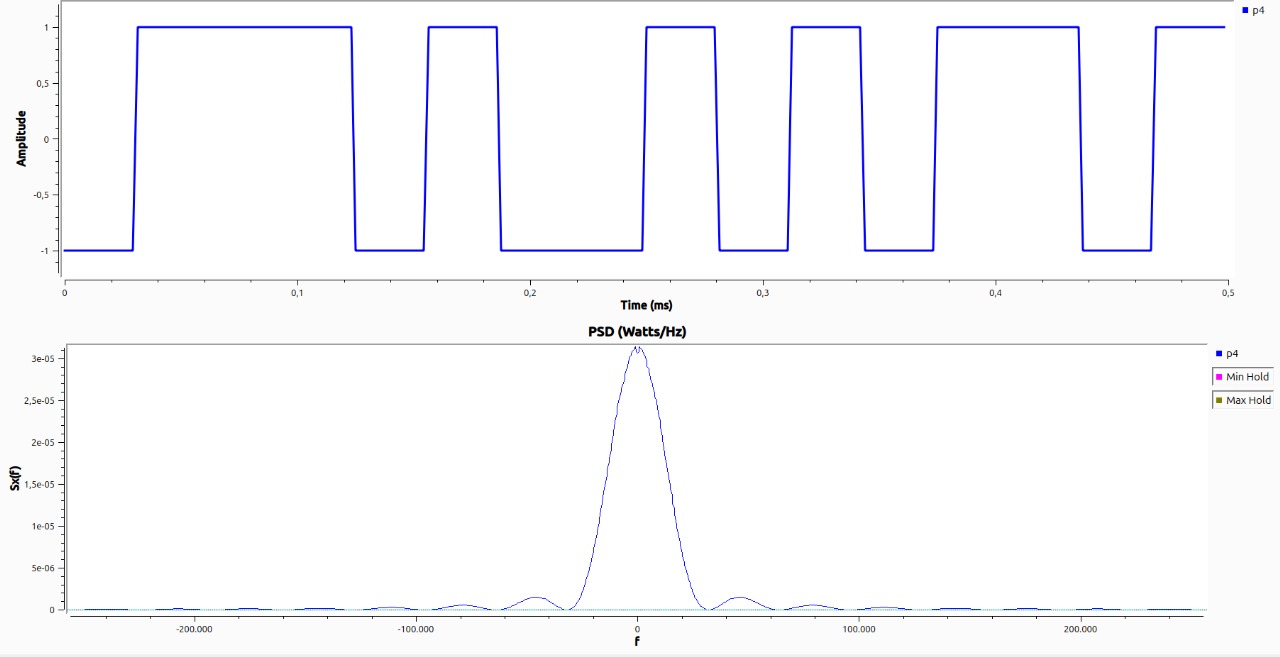 p4
1
0,5
0
-0,5
-1
Amplitude
0 0,1 0,2 0,3 0,4 0,5
Time (ms)
PSD (Watts/Hz)
p4
Min Hold
Max Hold
3e-05
2,5e-05
2e-05
1,5e-05
1e-05
5e-06
0
Sx(f)
-200.000 -100.000 0 100.000 200.000
f